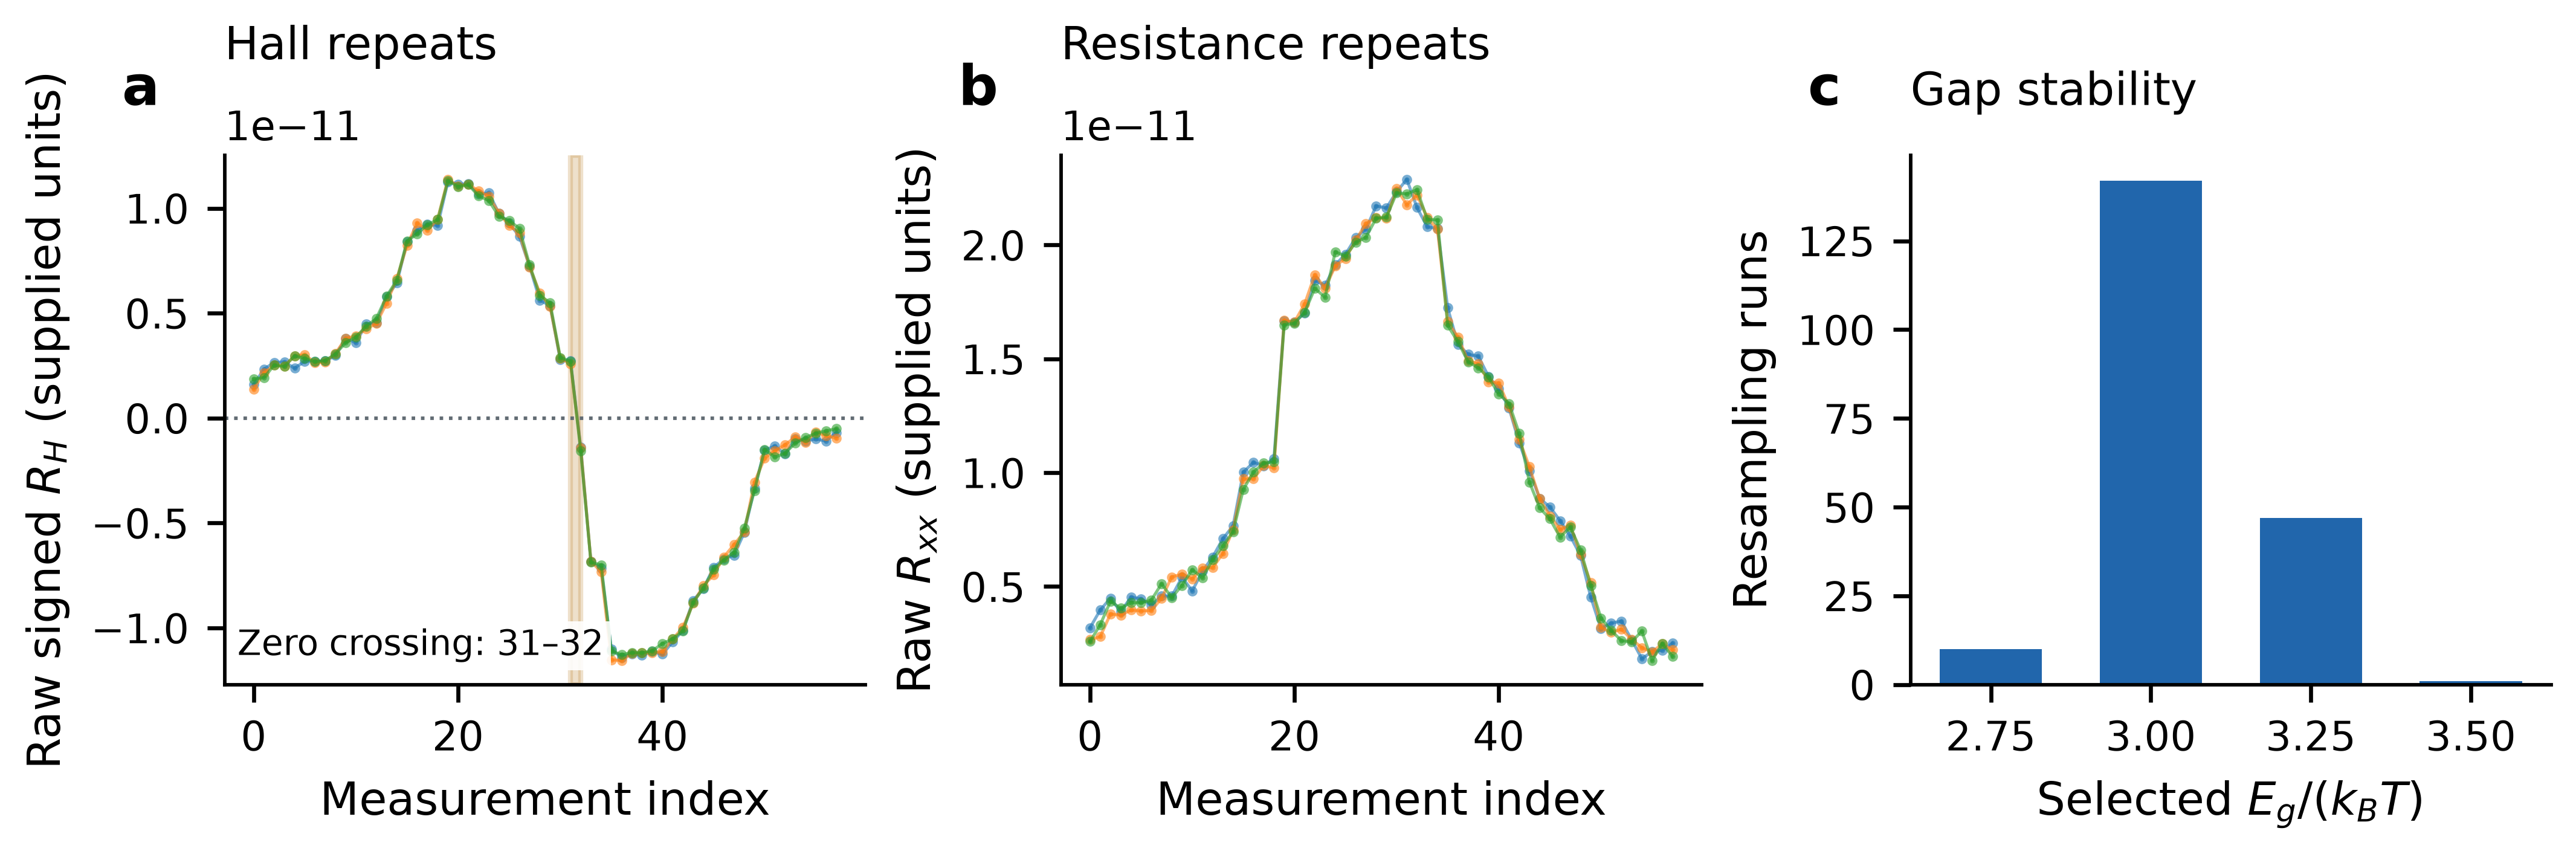 Hall repeats
a
1e−11
Raw signed R_H (supplied units)
1.0
0.5
0.0
−0.5
−1.0
Zero crossing: 31–32
0 20 40
Measurement index
Resistance repeats
b
1e−11
Raw R_xx (supplied units)
2.0
1.5
1.0
0.5
0 20 40
Measurement index
c Gap stability
Resampling runs
125
100
75
50
25
0
2.75 3.00 3.25 3.50
Selected E_g/(k_BT)